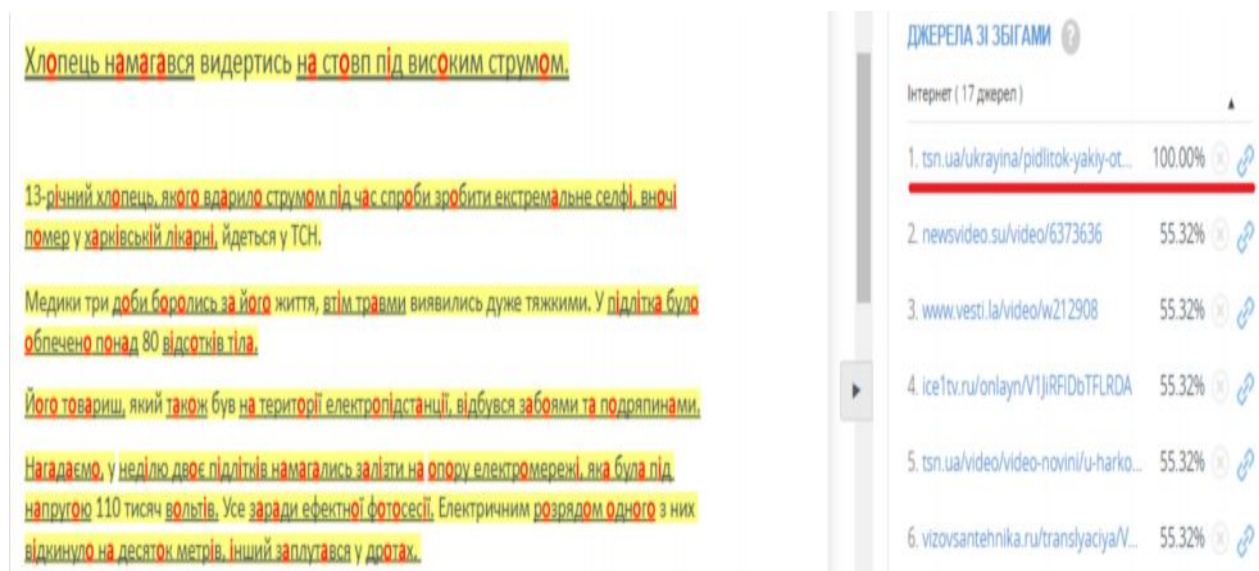 Хлопець намагався видертись на стовп під високим струмом.
13-річний хлопець, якого вдарило струмом під час спроби зробити екстремальне селфі, вночі
помер у харківській лікарні, йдеться у ТСН.
Медики три доби боролись за його життя, втім травми виявились дуже тяжкими. У підлітка було
обпечено понад 80 відсотків тіла.
Його товариш, який також був на території електропідстанції, відбувся забоями та подряпинами.
Нагадаємо, у неділю двоє підлітків намагались залізти на опору електромережі, яка була під
напругою 110 тисяч вольтів. Усе заради ефектної фотосесії. Електричним розрядом одного з них
відкинуло на десяток метрів, інший заплутався у дротах.
ДЖЕРЕЛА ЗІ ЗБІГАМИ ?
Інтернет ( 17 джерел )
1. tsn.ua/ukrayina/pidlitok-yakiy-ot... 100.00%
2. newsvideo.su/video/6373636 55.32%
3. www.vesti.la/video/w212908 55.32%
4. ice1tv.ru/onlayn/V1JiRFlDbTFLRDA 55.32%
5. tsn.ua/video/video-novini/u-harko... 55.32%
6. vizovsantehnika.ru/translyaciya/V... 55.32%